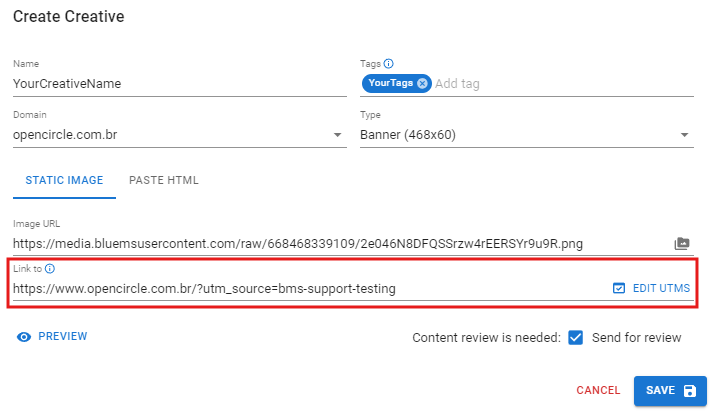 Create Creative
Name
YourCreativeName
Tags
YourTags Add tag
Domain
opencircle.com.br
Type
Banner (468x60)
STATIC IMAGE PASTE HTML
Image URL
https://media.bluemsusercontent.com/raw/668468339109/2e046N8DFQSSrzw4rEERSYr9u9R.png
Link to
https://www.opencircle.com.br/?utm_source=bms-support-testing EDIT UTMS
PREVIEW Content review is needed: Send for review
CANCEL SAVE